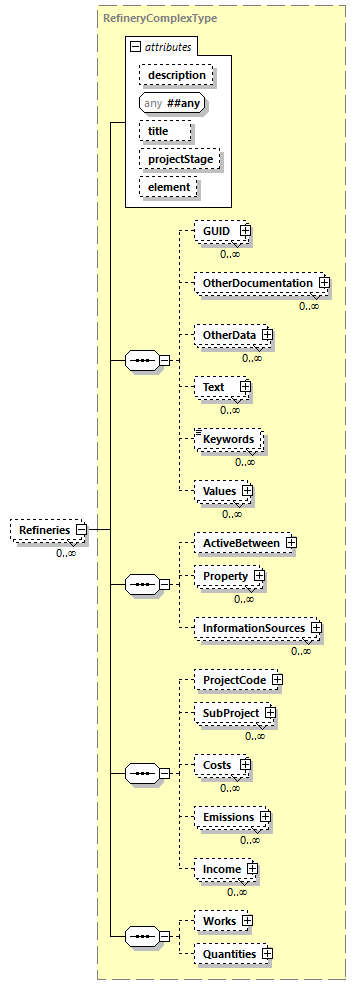 RefineryComplexType
attributes
description
any ##any
title
projectStage
element
GUID
0..∞
OtherDocumentation
0..∞
OtherData
0..∞
Text
0..∞
Keywords
0..∞
Values
0..∞
Refineries
0..∞
ActiveBetween
Property
0..∞
InformationSources
0..∞
ProjectCode
SubProject
0..∞
Costs
0..∞
Emissions
0..∞
Income
0..∞
Works
Quantities